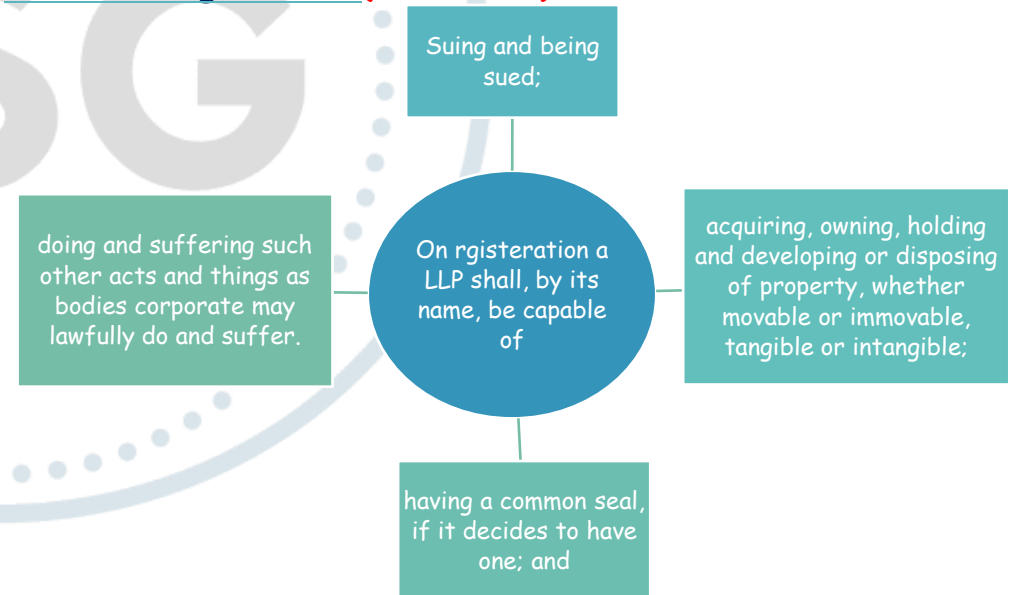 SG
Suing and being
sued;
On rgisteration a
LLP shall, by its
name, be capable
of
acquiring, owning, holding
and developing or disposing
of property, whether
movable or immovable,
tangible or intangible;
having a common seal,
if it decides to have
one; and
doing and suffering such
other acts and things as
bodies corporate may
lawfully do and suffer.